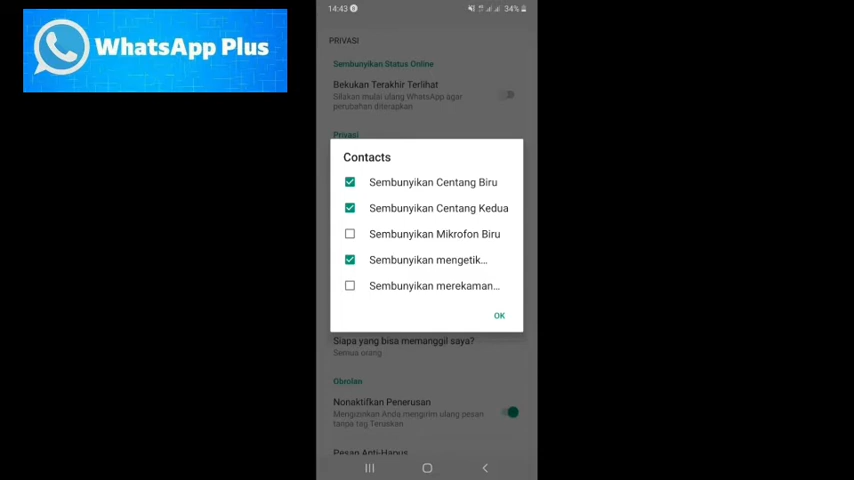 WhatsApp Plus
14:43
34%
PRIVASI
Sembunyikan Status Online
Bekukan Terakhir Terlihat
Silakan mulai ulang WhatsApp agar
perubahan diterapkan
Privasi
Contacts
Sembunyikan Centang Biru
Sembunyikan Centang Kedua
Sembunyikan Mikrofon Biru
Sembunyikan mengetik...
Sembunyikan merekaman...
OK
Siapa yang bisa memanggil saya?
Semua orang
Obrolan
Nonaktifkan Penerusan
Mengizinkan Anda mengirim ulang pesan
tanpa tag Teruskan
Pesan Anti-Hapus